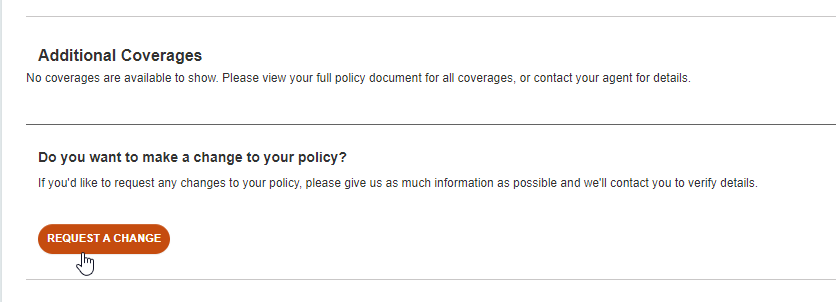 Additional Coverages
No coverages are available to show. Please view your full policy document for all coverages, or contact your agent for details.
Do you want to make a change to your policy?
If you'd like to request any changes to your policy, please give us as much information as possible and we'll contact you to verify details.
REQUEST A CHANGE